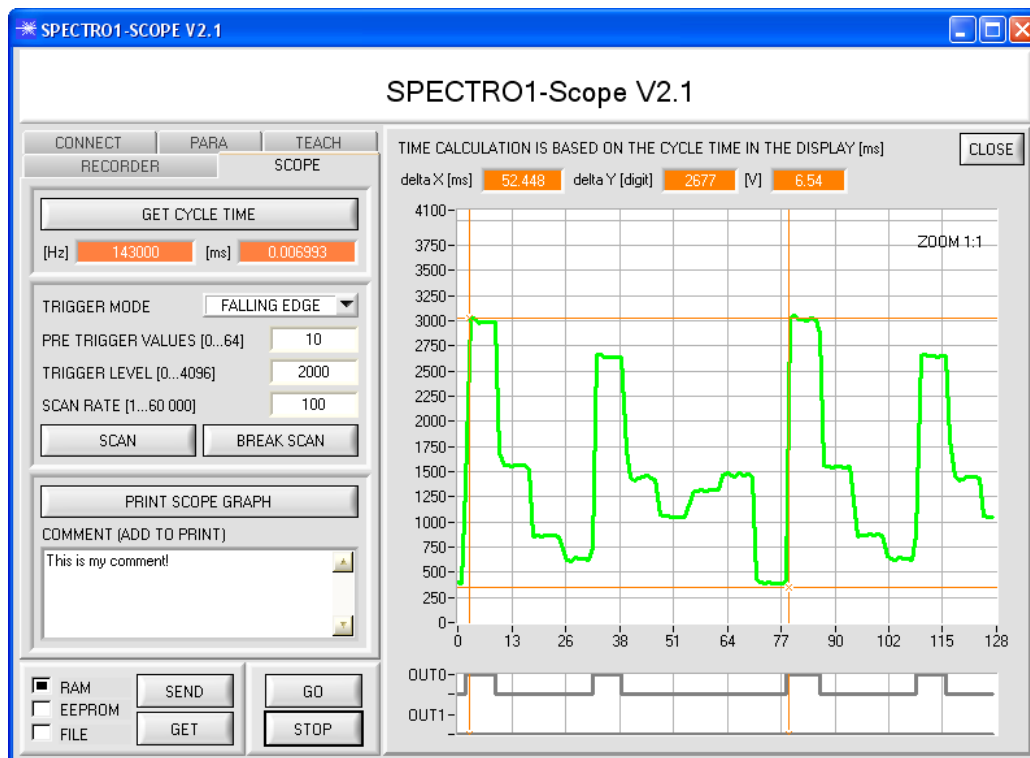 SPECTRO1-SCOPE V2.1
SPECTRO1-Scope V2.1
CONNECT PARA TEACH
RECORDER SCOPE
GET CYCLE TIME
[Hz] 143000 [ms] 0.006993
TRIGGER MODE FALLING EDGE
PRE TRIGGER VALUES [0...64] 10
TRIGGER LEVEL [0...4096] 2000
SCAN RATE [1...60 000] 100
SCAN BREAK SCAN
PRINT SCOPE GRAPH
COMMENT (ADD TO PRINT)
This is my comment!
RAM
EEPROM
FILE
SEND
GET
GO
STOP
TIME CALCULATION IS BASED ON THE CYCLE TIME IN THE DISPLAY [ms]
CLOSE
delta X [ms] 52.448 delta Y [digit] 2677 [V] 6.54
ZOOM 1:1
4100
3750
3500
3250
3000
2750
2500
2250
2000
1750
1500
1250
1000
750
500
250
0
0 13 26 38 51 64 77 90 102 115 128
OUT0
OUT1